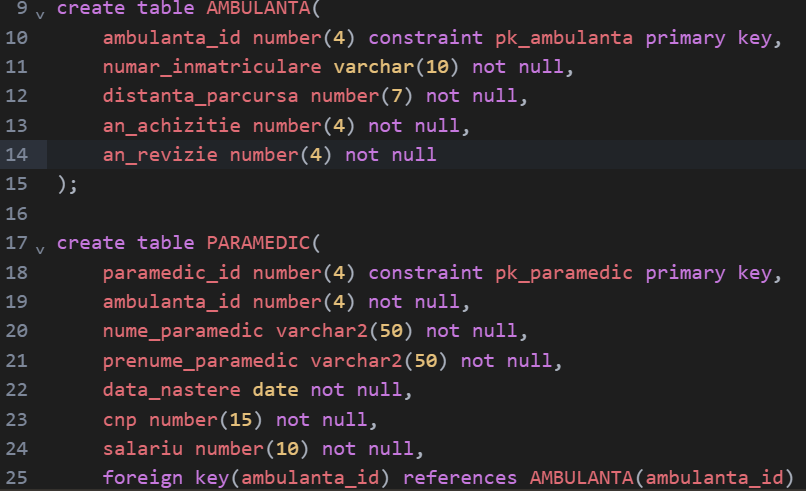 9 create table AMBULANTA(
10 ambulanta_id number(4) constraint pk_ambulanta primary key,
11 numar_inmatriculare varchar(10) not null,
12 distanta_parcursa number(7) not null,
13 an_achizitie number(4) not null,
14 an_revizie number(4) not null
15 );
16
17 create table PARAMEDIC(
18 paramedic_id number(4) constraint pk_paramedic primary key,
19 ambulanta_id number(4) not null,
20 nume_paramedic varchar2(50) not null,
21 prenume_paramedic varchar2(50) not null,
22 data_nastere date not null,
23 cnp number(15) not null,
24 salariu number(10) not null,
25 foreign key(ambulanta_id) references AMBULANTA(ambulanta_id)